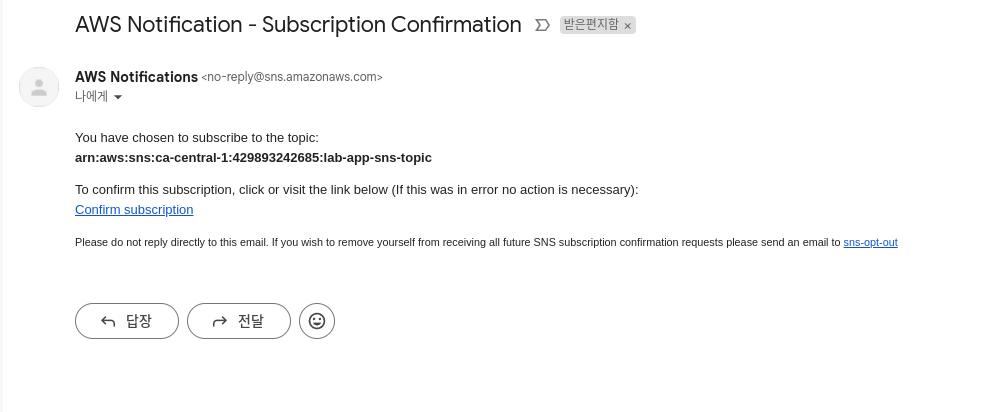 AWS Notification - Subscription Confirmation 받은편지함 ×
AWS Notifications <no-reply@sns.amazonaws.com>
나에게
You have chosen to subscribe to the topic:
arn:aws:sns:ca-central-1:429893242685:lab-app-sns-topic
To confirm this subscription, click or visit the link below (If this was in error no action is necessary):
Confirm subscription
Please do not reply directly to this email. If you wish to remove yourself from receiving all future SNS subscription confirmation requests please send an email to sns-opt-out
답장 전달